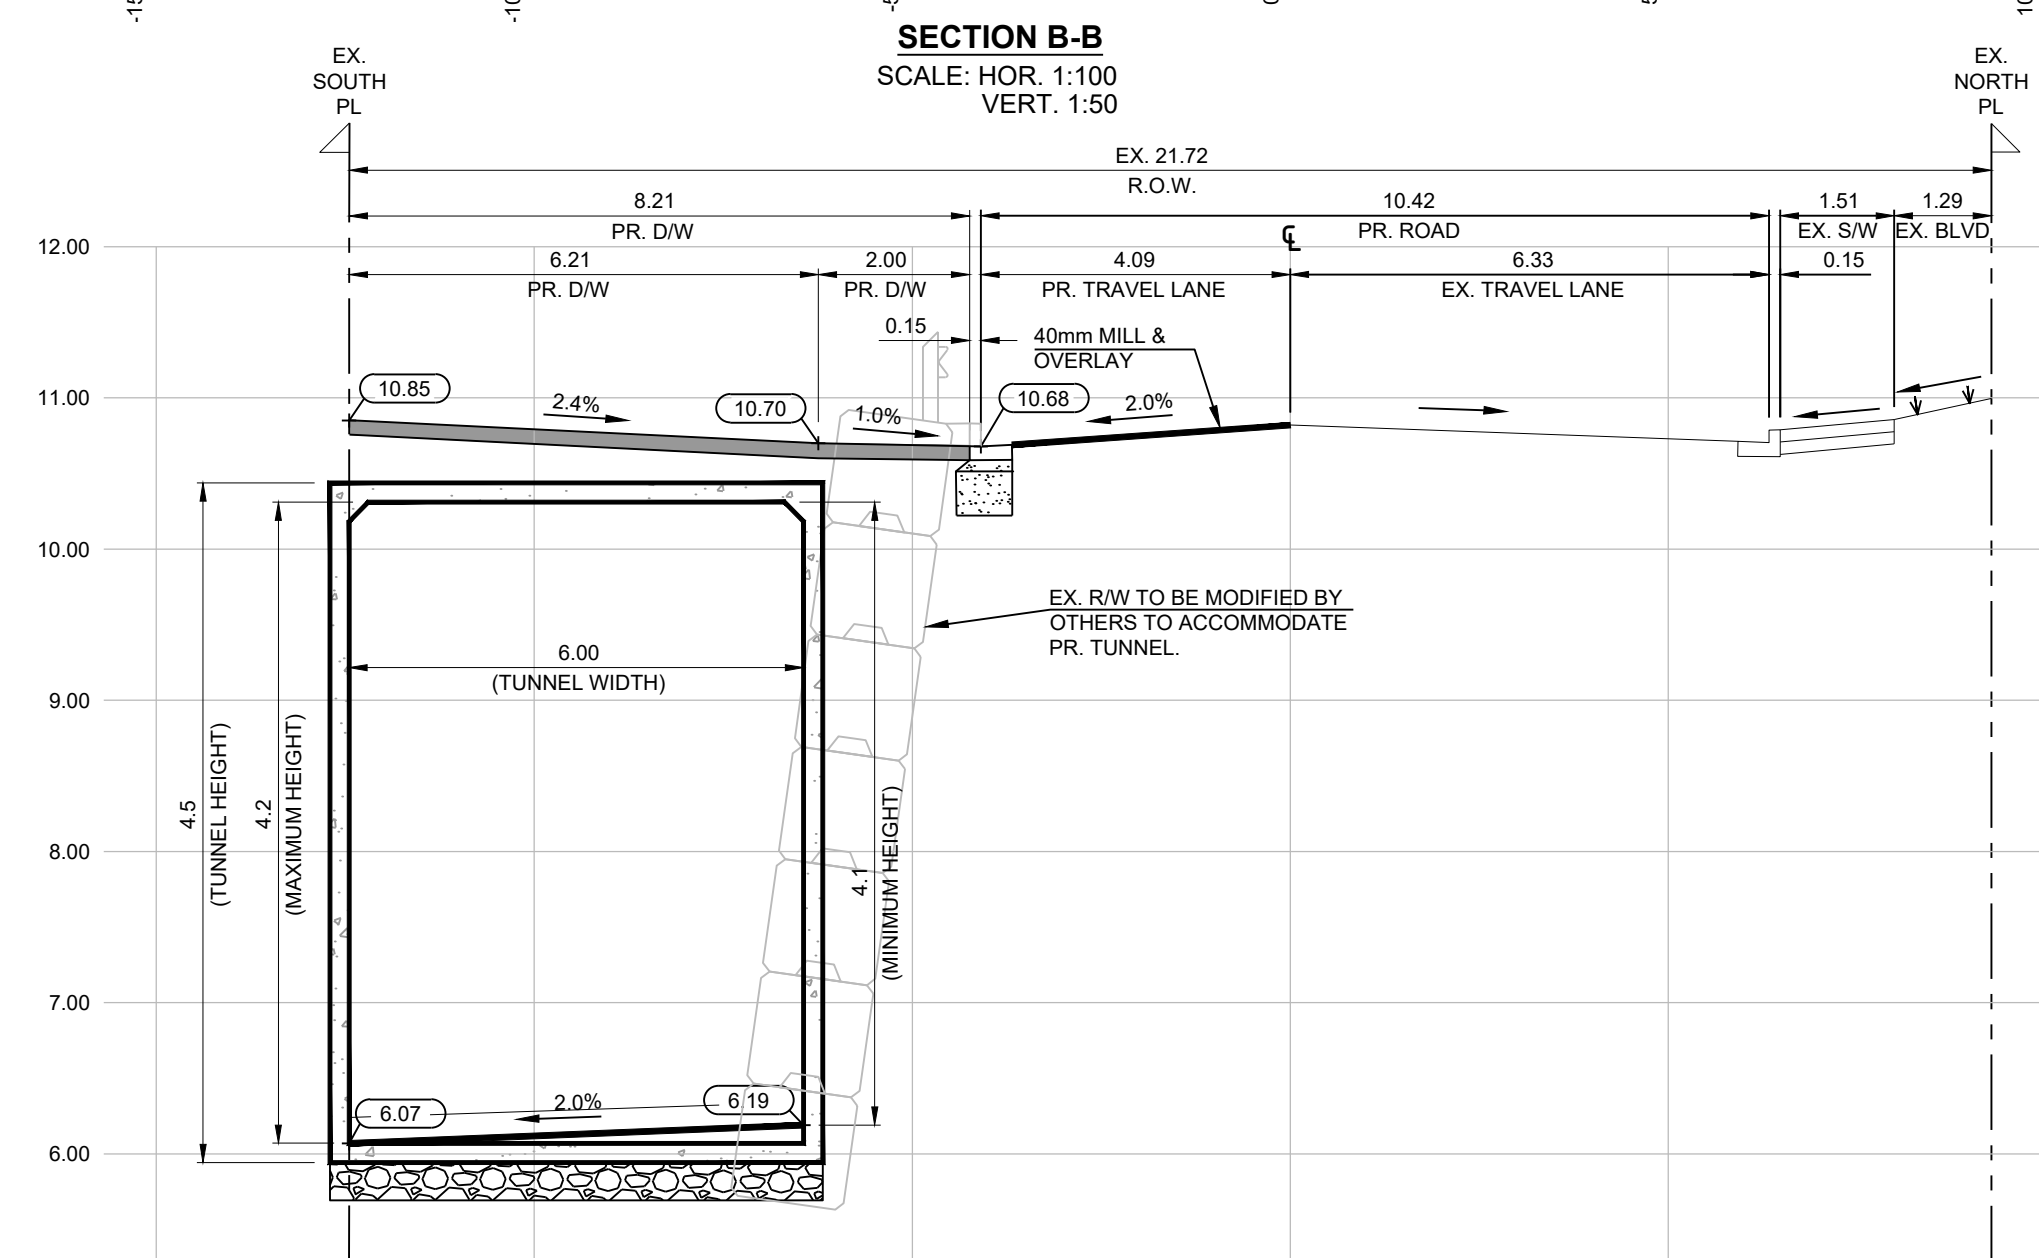 SECTION B-B
SCALE: HOR. 1:100
VERT. 1:50
EX.
SOUTH
PL
EX.
NORTH
PL
EX. 21.72
R.O.W.
8.21
PR. D/W
10.42
PR. ROAD
1.51
EX. S/W
1.29
EX. BLVD
12.00
6.21
PR. D/W
2.00
PR. D/W
4.09
PR. TRAVEL LANE
6.33
EX. TRAVEL LANE
0.15
0.15
40mm MILL &
OVERLAY
11.00
10.85
2.4%
10.70
1.0%
10.68
2.0%
10.00
EX. R/W TO BE MODIFIED BY
OTHERS TO ACCOMMODATE
PR. TUNNEL.
6.00
(TUNNEL WIDTH)
9.00
4.5
(TUNNEL HEIGHT)
4.2
(MAXIMUM HEIGHT)
4.1
(MINIMUM HEIGHT)
8.00
7.00
6.07
2.0%
6.19
6.00